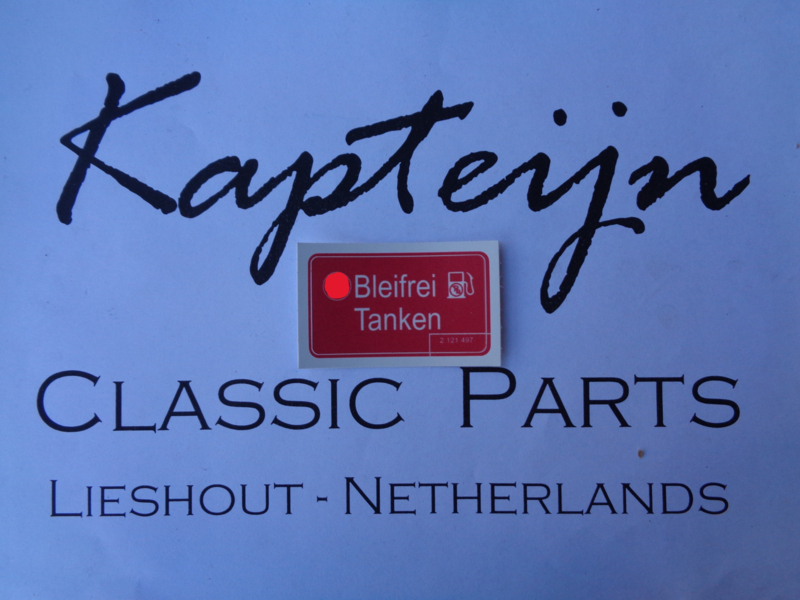 Kapteijn
Bleifrei
Tanken
2 121 497
CLASSIC PARTS
LIESHOUT - NETHERLANDS